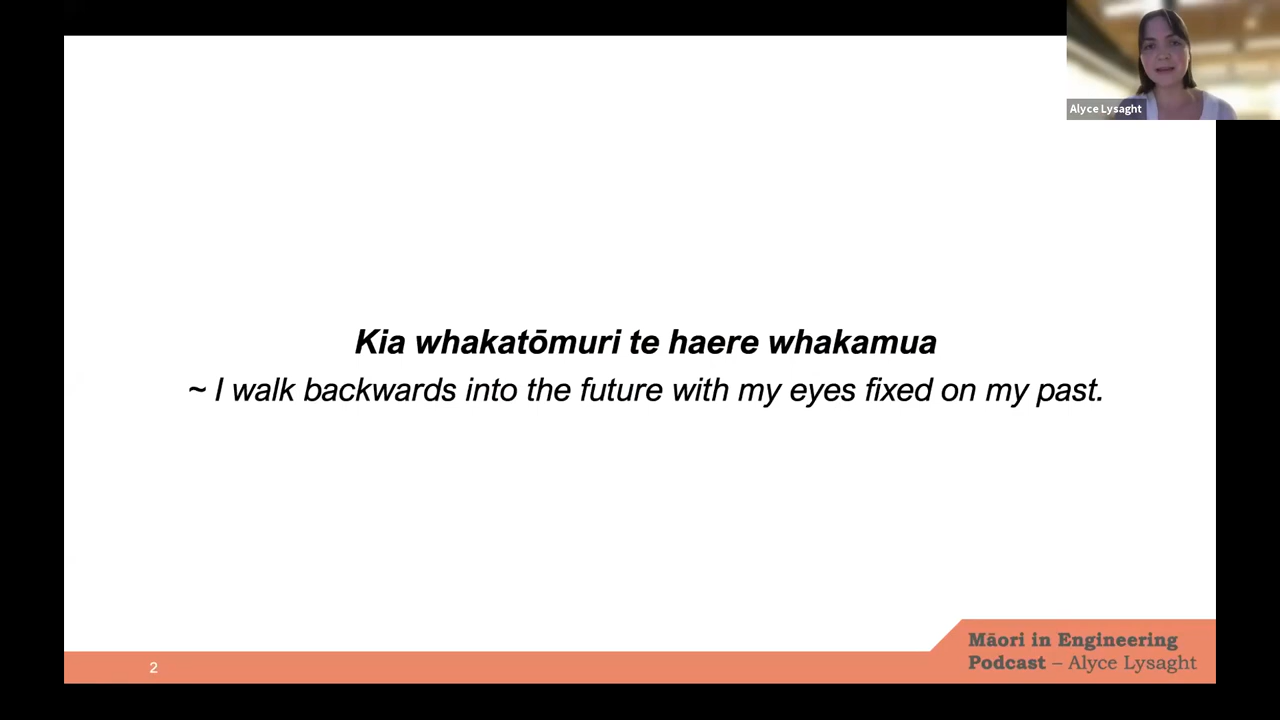 Alyce Lysaght
Kia whakatōmuri te haere whakamua
~ I walk backwards into the future with my eyes fixed on my past.
Māori in Engineering
Podcast – Alyce Lysaght
2